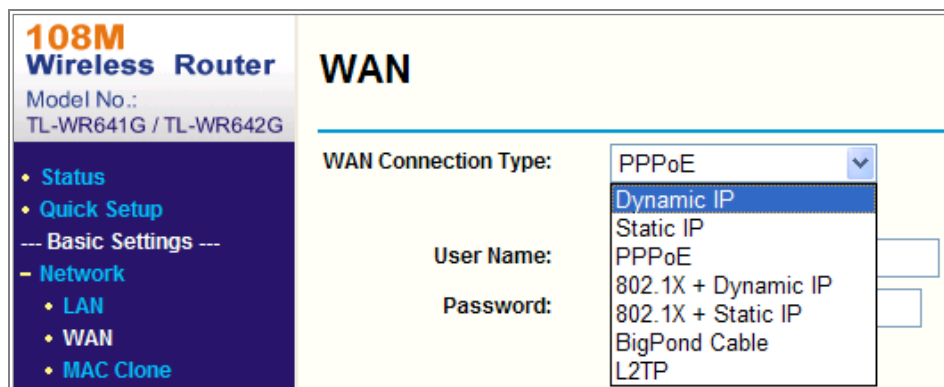 108M
Wireless Router
Model No.:
TL-WR641G / TL-WR642G
• Status
• Quick Setup
--- Basic Settings ---
– Network
• LAN
• WAN
• MAC Clone
WAN
WAN Connection Type:
PPPoE
Dynamic IP
Static IP
PPPoE
802.1X + Dynamic IP
802.1X + Static IP
BigPond Cable
L2TP
User Name:
Password: